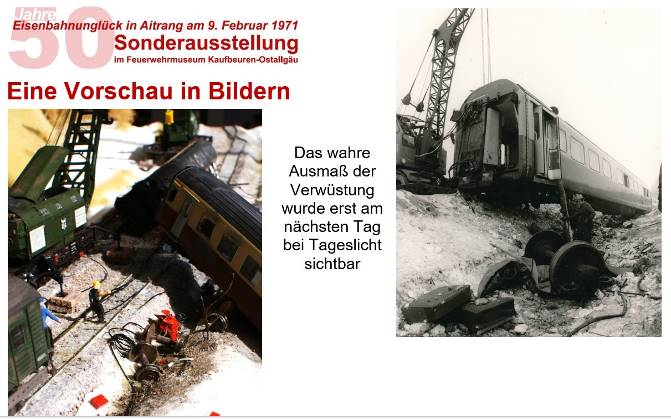 50 Jahre
Eisenbahnunglück in Aitrang am 9. Februar 1971
Sonderausstellung
im Feuerwehrmuseum Kaufbeuren-Ostallgäu
Eine Vorschau in Bildern
Das wahre
Ausmaß der
Verwüstung
wurde erst am
nächsten Tag
bei Tageslicht
sichtbar